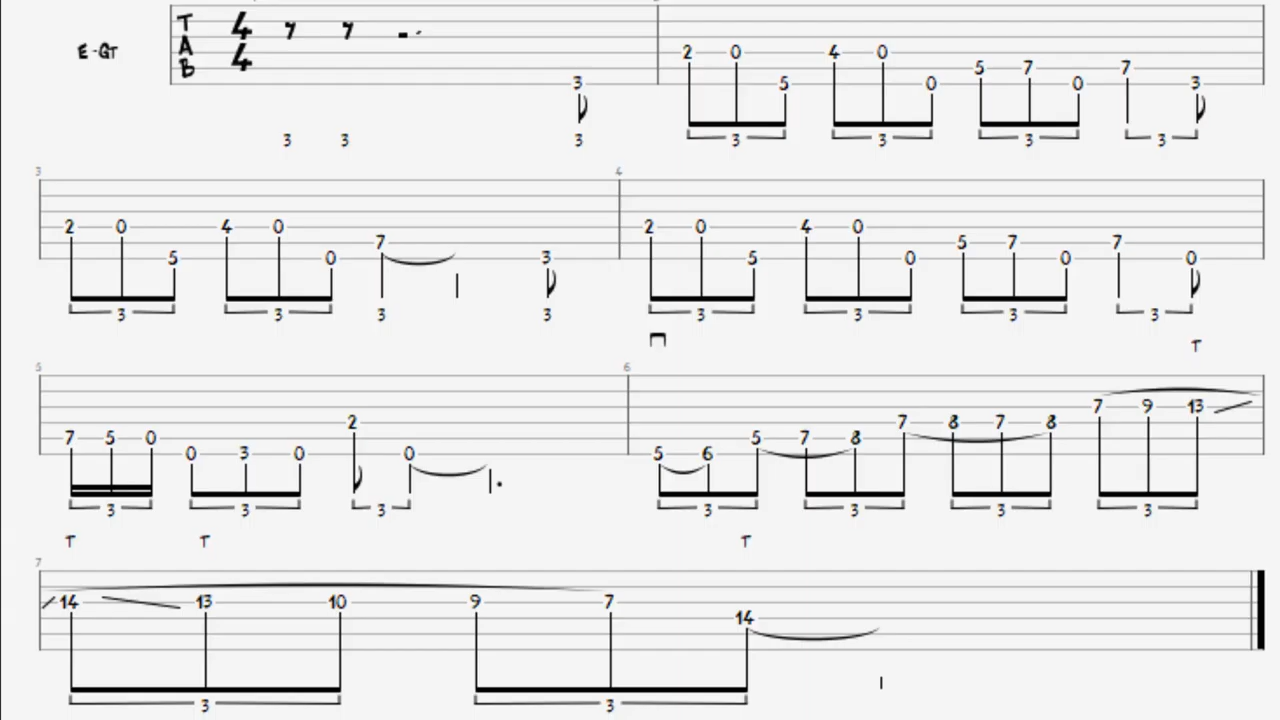 T
A
B
4
4
E-GT
3
2 0 4 0
5 7 7
5 0 0 3
3 3 3 3 3 3 3
3 4
2 0 4 0 2 0 4 0
7 5 7 7
5 0 3 5 0 0 0
3 3 3 3 3 3 3 3
T
5 6
7 9 13
2 7 8 7 8
7 5 0 5 7 8
0 3 0 0 5 6
3 3 3 3 3 3 3
T T T
7
14 13 10 9 7
14
3 3